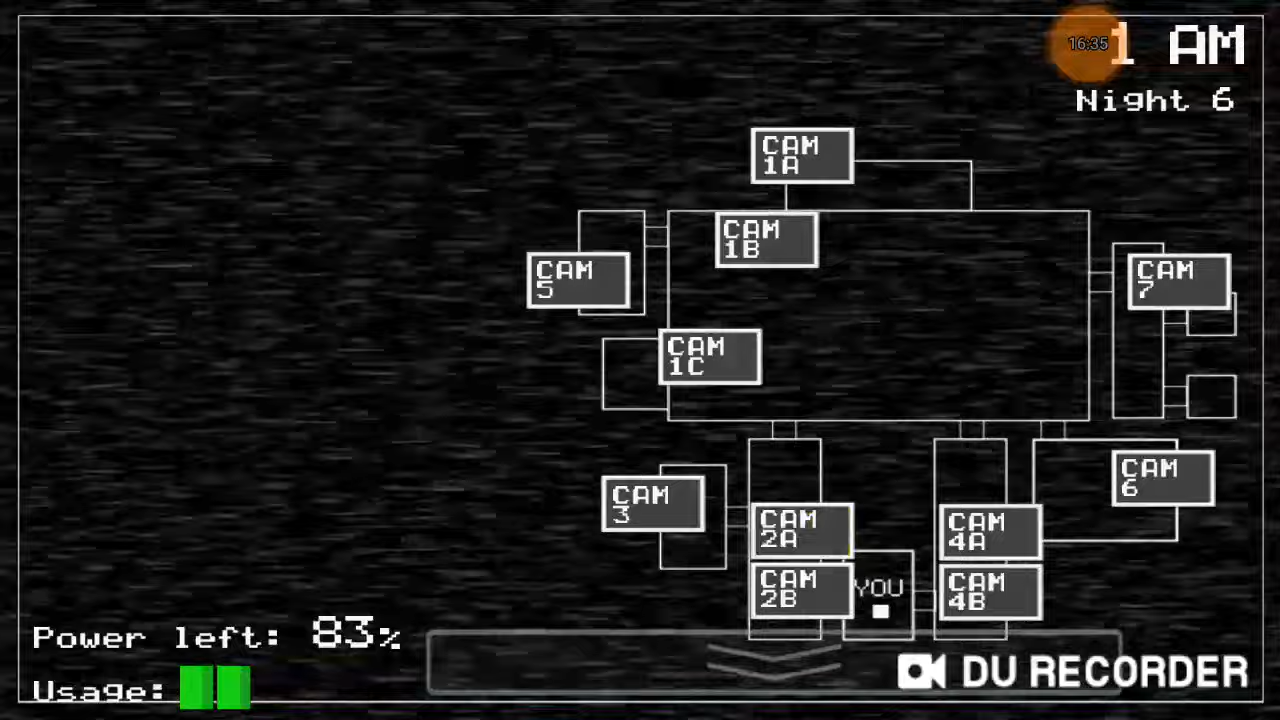 16:35
1 AM
Night 6
CAM
1A
CAM
1B
CAM
5
CAM
7
CAM
1C
CAM
6
CAM
3
CAM
2A
CAM
4A
CAM
2B
YOU
CAM
4B
Power left: 83%
Usage:
DU RECORDER